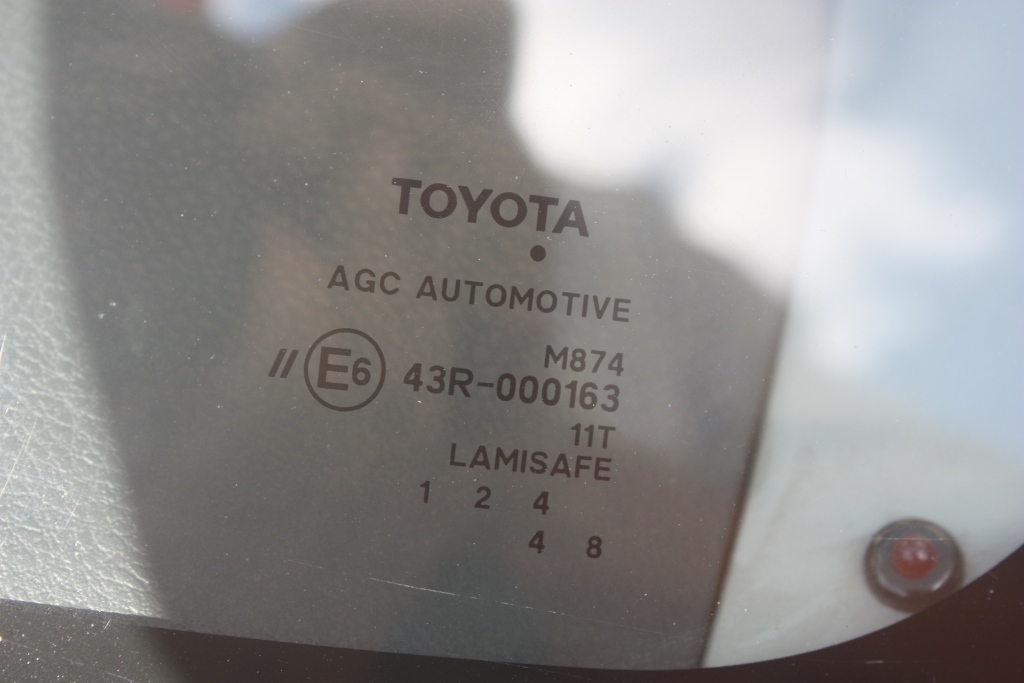 TOYOTA
AGC AUTOMOTIVE
M874
// E6 43R-000163
11T
LAMISAFE
1 2 4
4 8